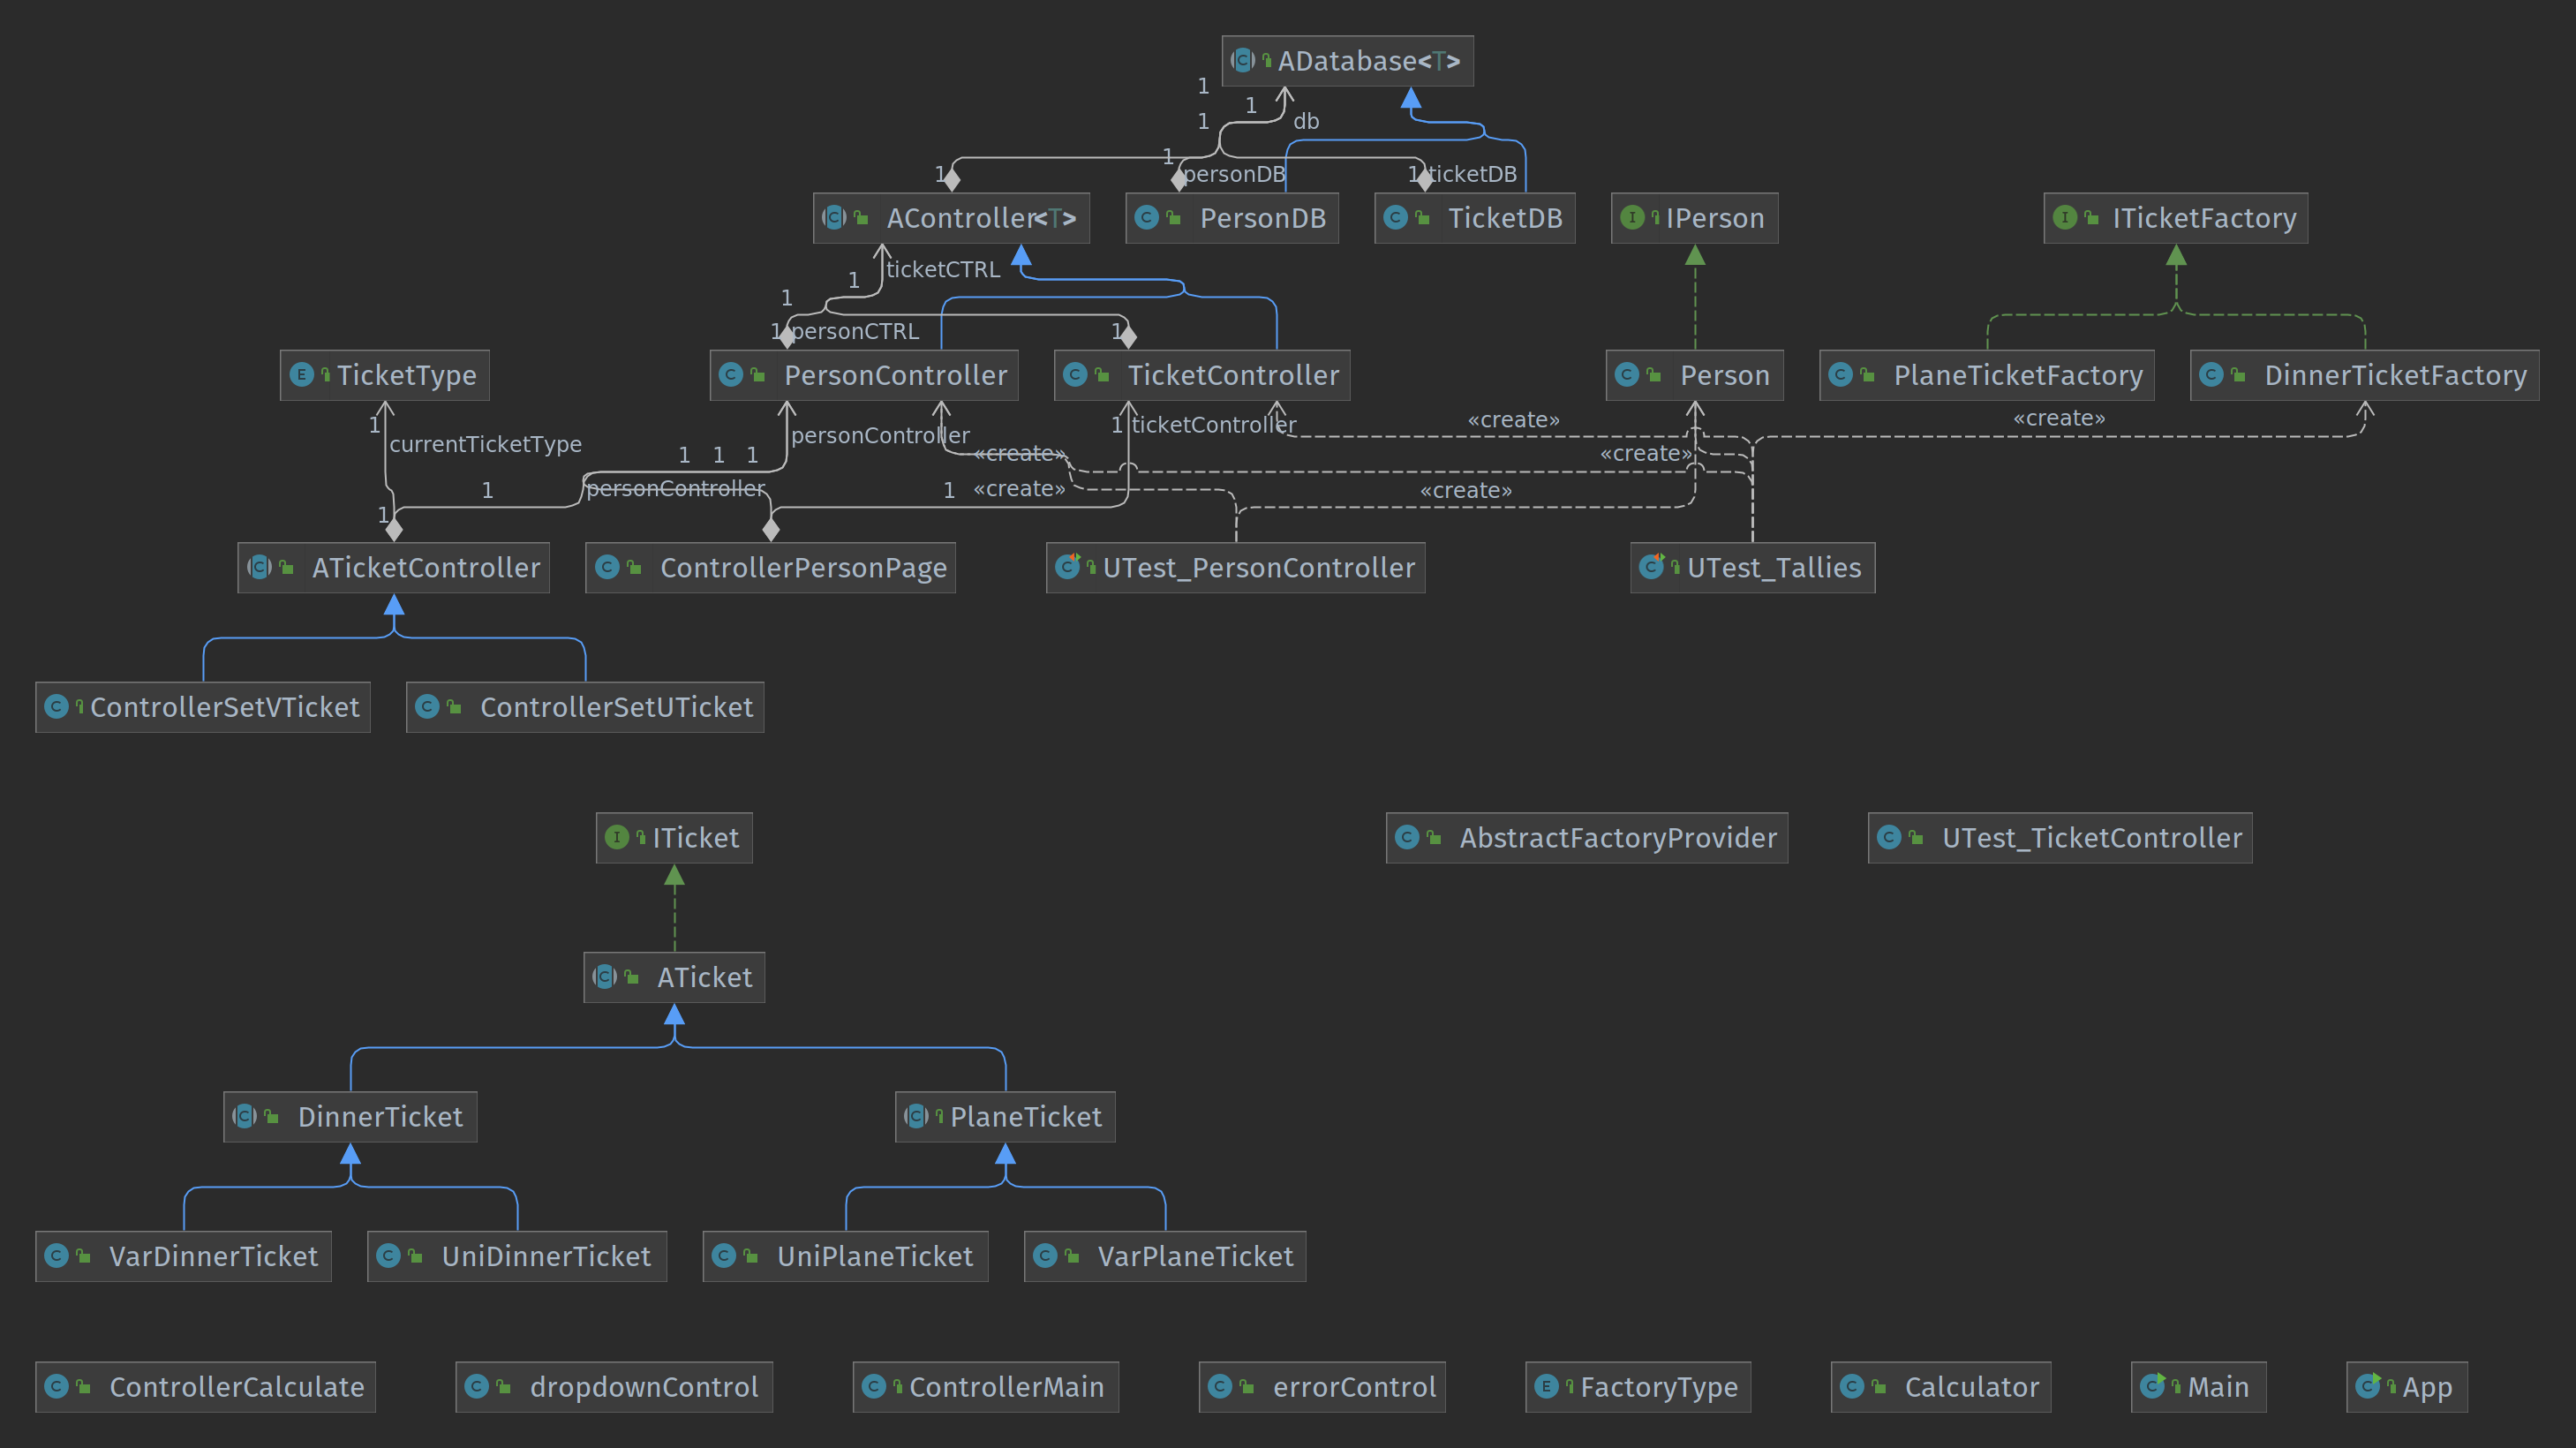 ADatabase<T>
1
1
1
db
1
1
personDB
1
ticketDB
AController<T>
PersonDB
TicketDB
IPerson
ITicketFactory
ticketCTRL
1
1
1
personCTRL
1
TicketType
PersonController
TicketController
Person
PlaneTicketFactory
DinnerTicketFactory
1
currentTicketType
personController
1
ticketController
«create»
«create»
1
1
1
«create»
«create»
1
personController
1
«create»
«create»
1
ATicketController
ControllerPersonPage
UTest_PersonController
UTest_Tallies
ControllerSetVTicket
ControllerSetUTicket
ITicket
AbstractFactoryProvider
UTest_TicketController
ATicket
DinnerTicket
PlaneTicket
VarDinnerTicket
UniDinnerTicket
UniPlaneTicket
VarPlaneTicket
ControllerCalculate
dropdownControl
ControllerMain
errorControl
FactoryType
Calculator
Main
App